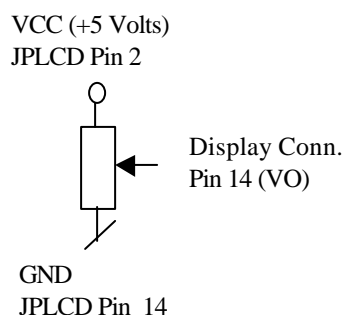 VCC (+5 Volts)
JPLCD Pin 2
Display Conn.
Pin 14 (VO)
GND
JPLCD Pin 14